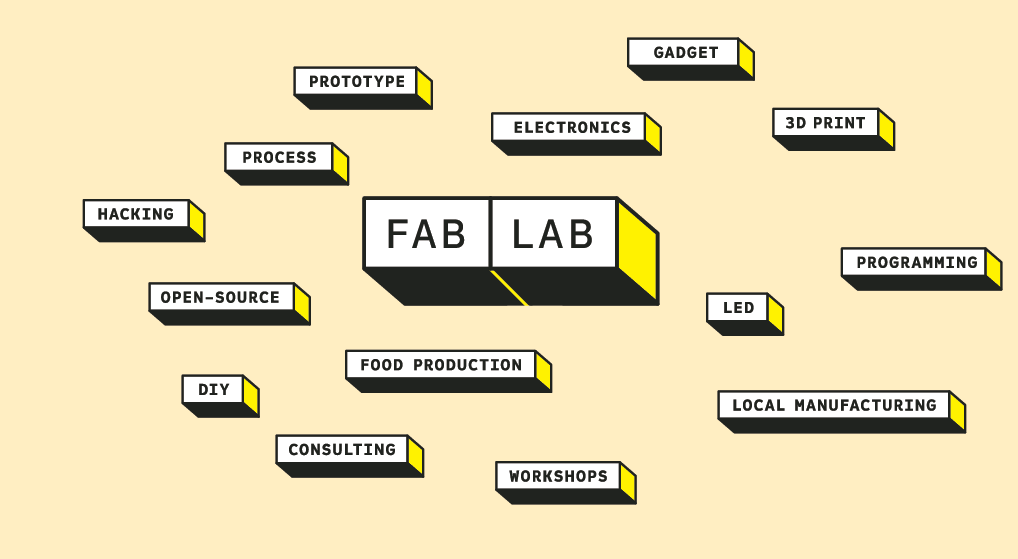 GADGET
PROTOTYPE
3D PRINT
ELECTRONICS
PROCESS
HACKING
FAB LAB
PROGRAMMING
OPEN-SOURCE
LED
FOOD PRODUCTION
DIY
LOCAL MANUFACTURING
CONSULTING
WORKSHOPS